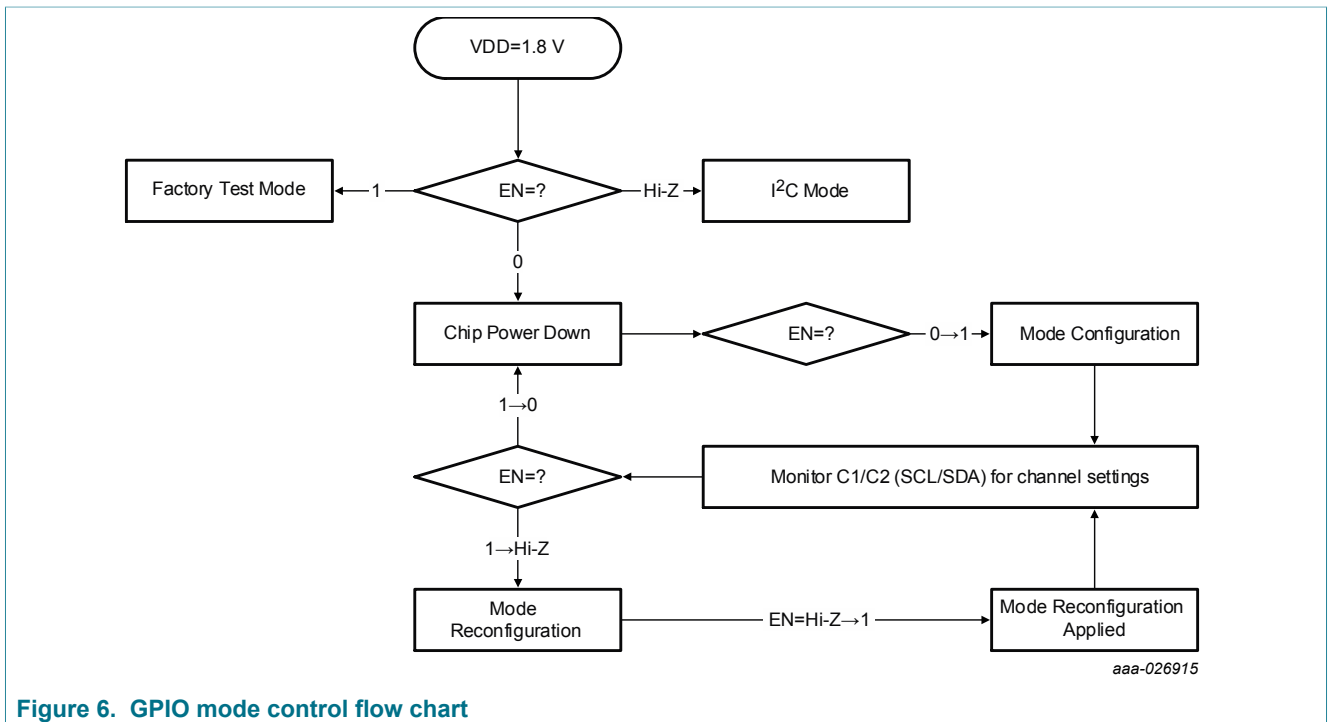 VDD=1.8 V
Factory Test Mode
1
EN=?
Hi-Z
I²C Mode
0
Chip Power Down
EN=?
0→1
Mode Configuration
1→0
EN=?
Monitor C1/C2 (SCL/SDA) for channel settings
1→Hi-Z
Mode
Reconfiguration
EN=Hi-Z→1
Mode Reconfiguration
Applied
aaa-026915
Figure 6. GPIO mode control flow chart